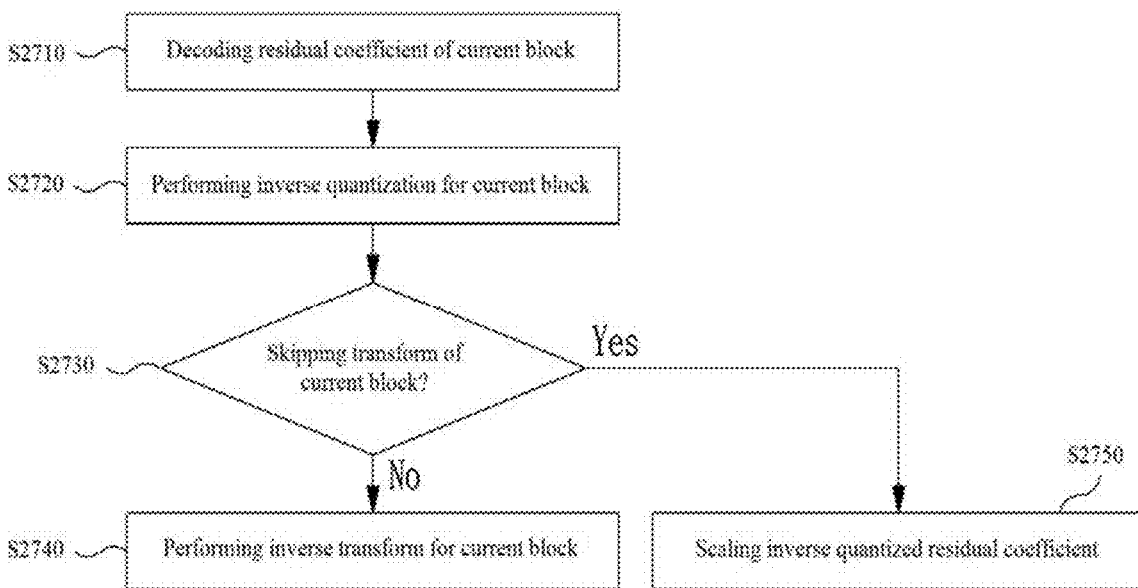 S2710
Decoding residual coefficient of current block
S2720
Performing inverse quantization for current block
S2730
Skipping transform of
current block?
Yes
No
S2750
S2740
Performing inverse transform for current block
Scaling inverse quantized residual coefficient